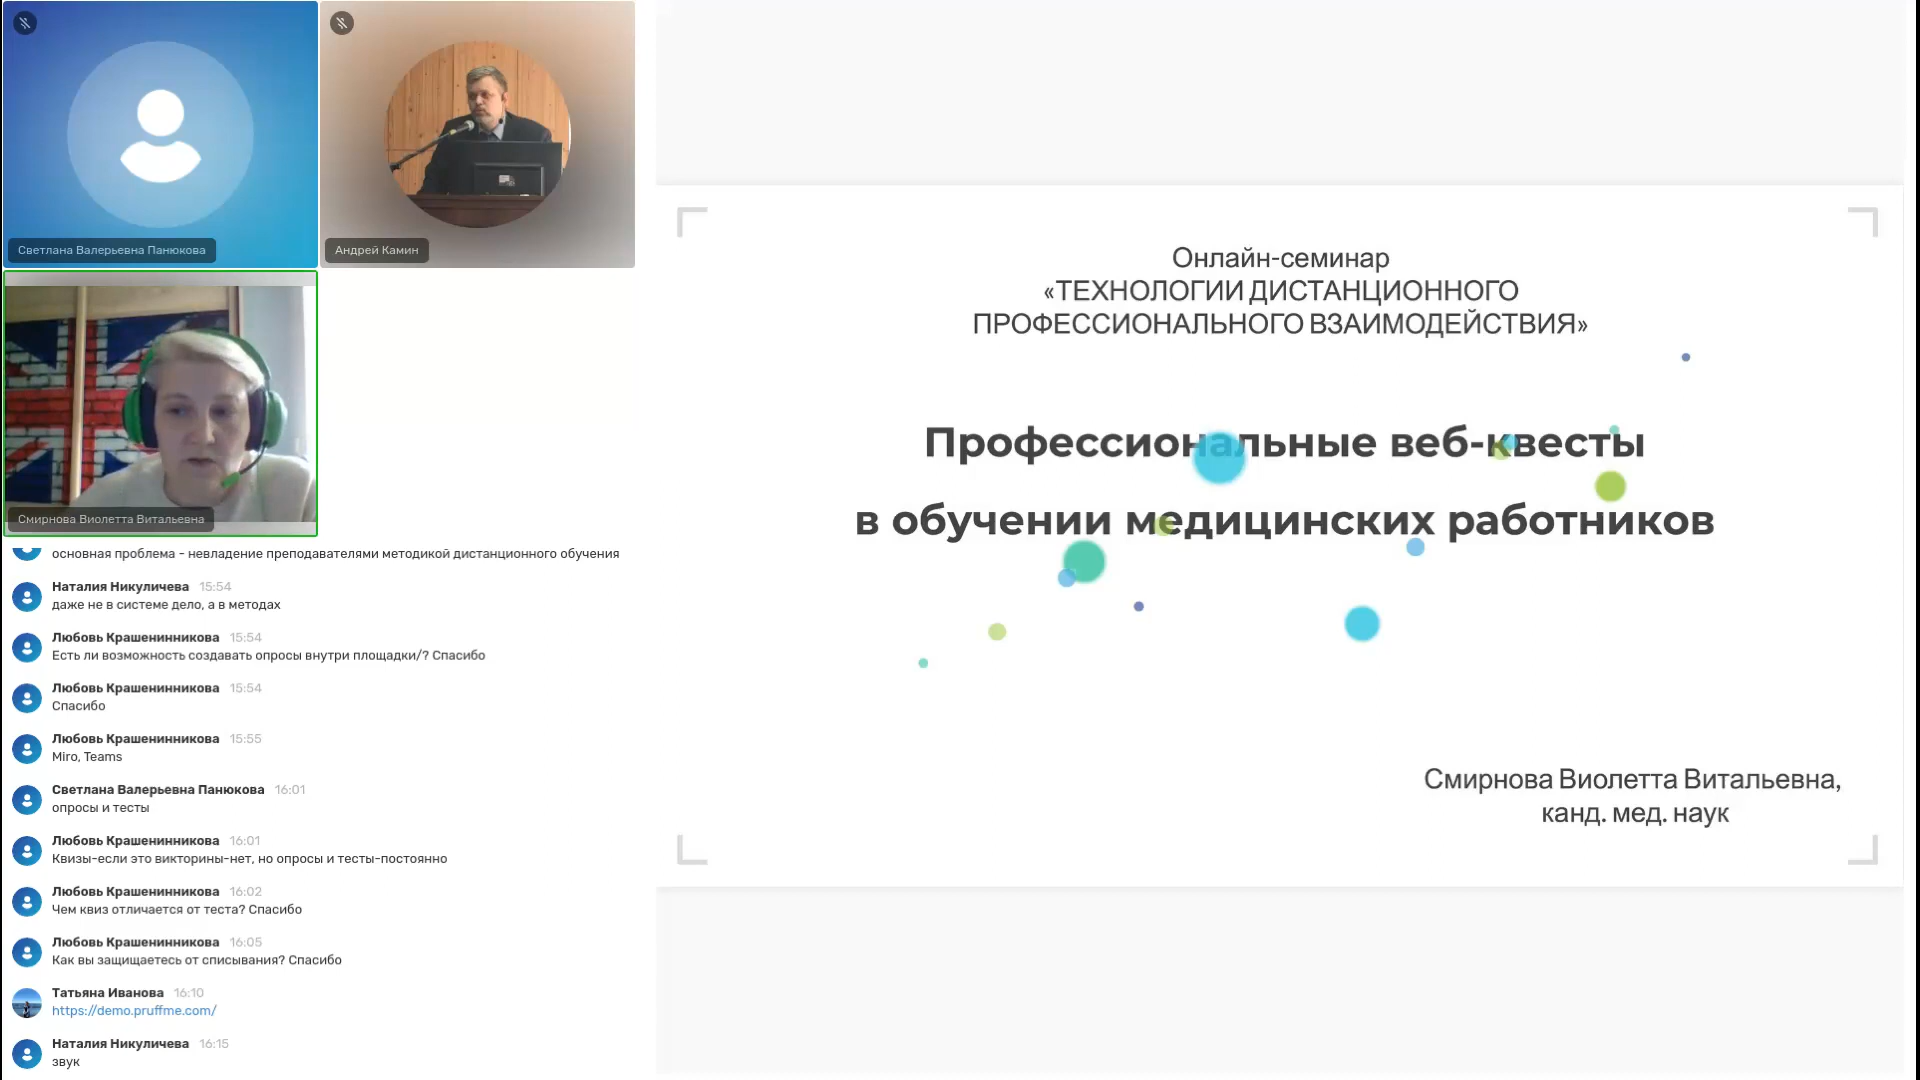 Светлана Валерьевна Панюкова
Андрей Камин
Смирнова Виолетта Витальевна
основная проблема - невладение преподавателями методикой дистанционного обучения
Наталия Никуличева 15:54
даже не в системе дело, а в методах
Любовь Крашенинникова 15:54
Есть ли возможность создавать опросы внутри площадки/? Спасибо
Любовь Крашенинникова 15:54
Спасибо
Любовь Крашенинникова 15:55
Miro, Teams
Светлана Валерьевна Панюкова 16:01
опросы и тесты
Любовь Крашенинникова 16:01
Квизы-если это викторины-нет, но опросы и тесты-постоянно
Любовь Крашенинникова 16:02
Чем квиз отличается от теста? Спасибо
Любовь Крашенинникова 16:05
Как вы защищаетесь от списывания? Спасибо
Татьяна Иванова 16:10
https://demo.pruffme.com/
Наталия Никуличева 16:15
звук
Онлайн-семинар
«ТЕХНОЛОГИИ ДИСТАНЦИОННОГО
ПРОФЕССИОНАЛЬНОГО ВЗАИМОДЕЙСТВИЯ»
Профессиональные веб-квесты
в обучении медицинских работников
Смирнова Виолетта Витальевна,
канд. мед. наук